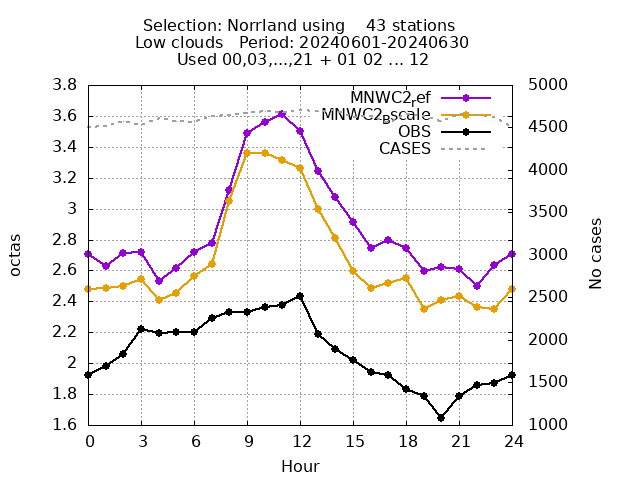 Selection: Norrland using    43 stations
Low clouds   Period: 20240601-20240630
Used 00,03,...,21 + 01 02 ... 12
3.8
3.6
3.4
3.2
3
2.8
2.6
2.4
2.2
2
1.8
1.6
octas
MNWC2ref
MNWC2Bscale
OBS
CASES
5000
4500
4000
3500
3000
2500
2000
1500
1000
No cases
0 3 6 9 12 15 18 21 24
Hour